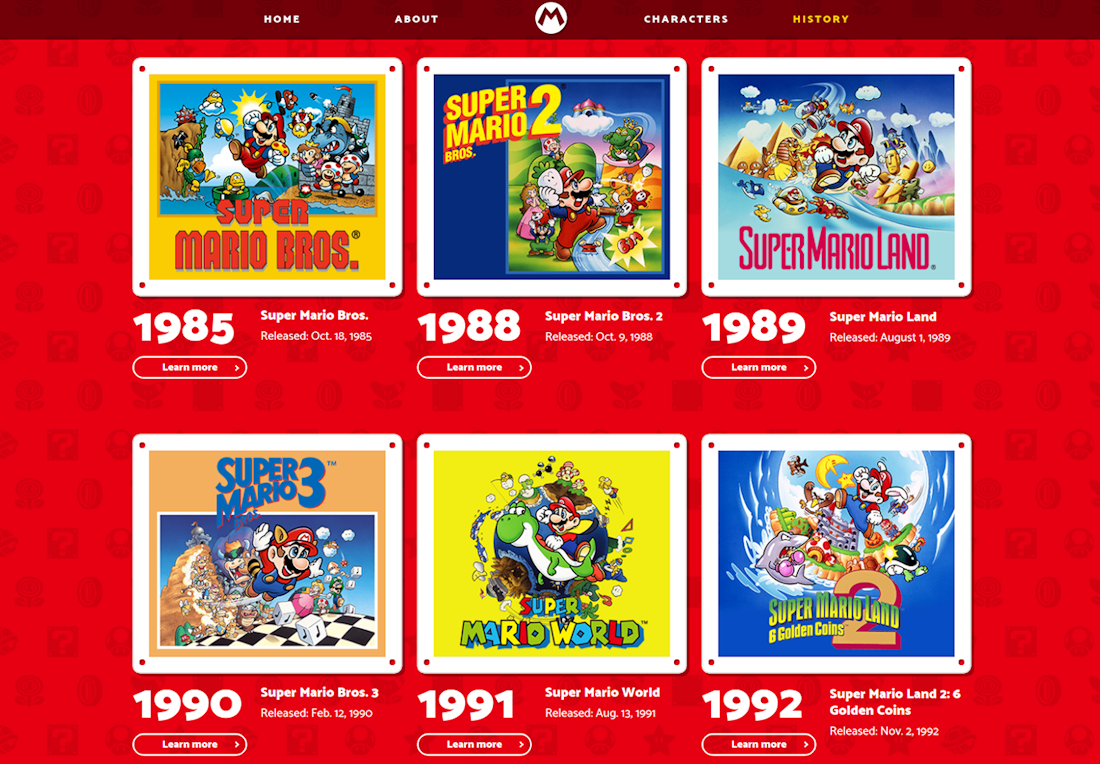 HOME
ABOUT
M
CHARACTERS
HISTORY
SUPER
MARIO BROS.®
SUPER
MARIO 2
BROS.
SUPER MARIO LAND®
1985
Super Mario Bros.
Released: Oct. 18, 1985
Learn more
1988
Super Mario Bros. 2
Released: Oct. 9, 1988
Learn more
1989
Super Mario Land
Released: August 1, 1989
Learn more
SUPER
MARIO 3™
BROS.
SUPER
MARIO WORLD™
SUPER MARIO LAND 2
6 Golden Coins
1990
Super Mario Bros. 3
Released: Feb. 12, 1990
Learn more
1991
Super Mario World
Released: Aug. 13, 1991
Learn more
1992
Super Mario Land 2: 6
Golden Coins
Released: Nov. 2, 1992
Learn more